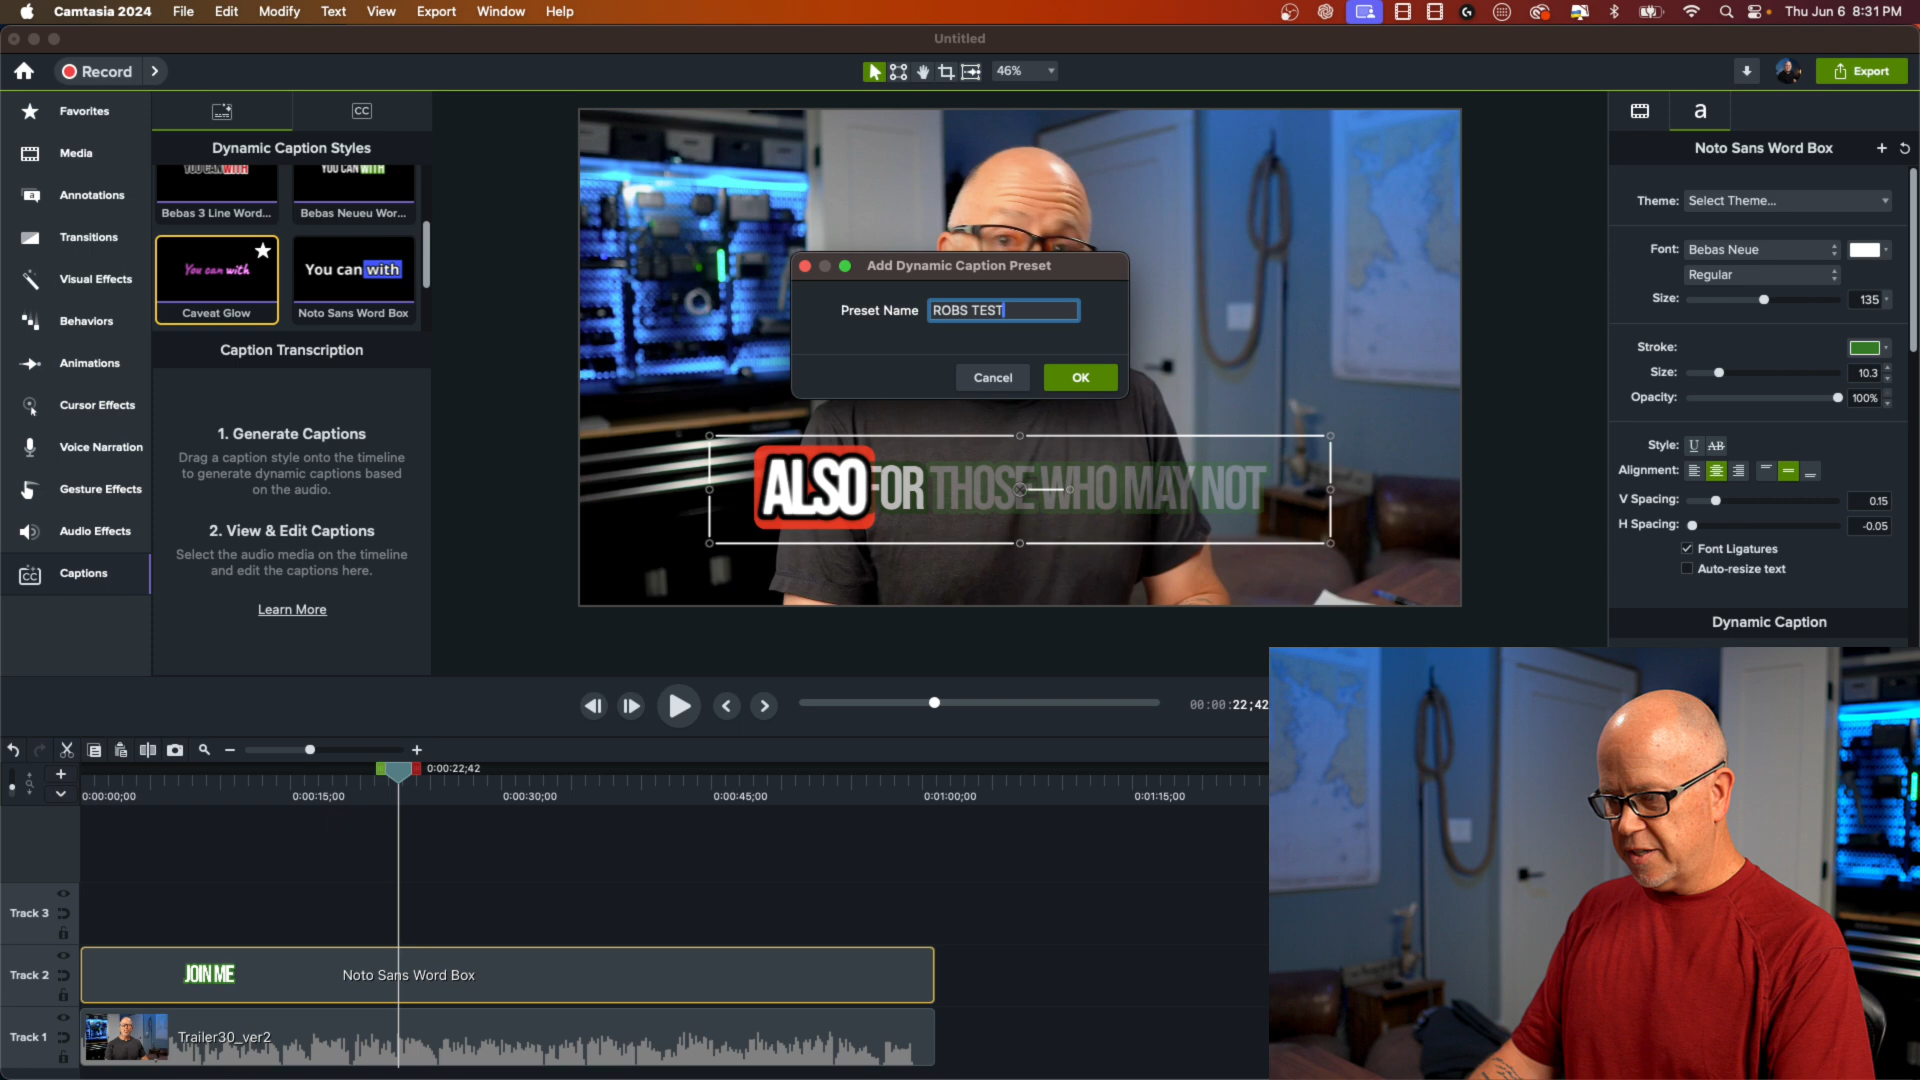 Camtasia 2024 File Edit Modify Text View Export Window Help
Thu Jun 6 8:31 PM
Untitled
Record
46%
Export
Favorites
Media
Annotations
Transitions
Visual Effects
Behaviors
Animations
Cursor Effects
Voice Narration
Gesture Effects
Audio Effects
Captions
CC
Dynamic Caption Styles
YOU CAN WITH
YOU CAN WITH
Bebas 3 Line Word...
Bebas Neueu Wor...
You can with
You can with
Caveat Glow
Noto Sans Word Box
Caption Transcription
1. Generate Captions
Drag a caption style onto the timeline
to generate dynamic captions based
on the audio.
2. View & Edit Captions
Select the audio media on the timeline
and edit the captions here.
Learn More
Add Dynamic Caption Preset
Preset Name ROBS TEST
Cancel
OK
ALSO FOR THOSE WHO MAY NOT
a
Noto Sans Word Box
Theme: Select Theme...
Font: Bebas Neue
Regular
Size: 135
Stroke:
Size: 10.3
Opacity: 100%
Style: U AB
Alignment:
V Spacing: 0.15
H Spacing: -0.05
Font Ligatures
Auto-resize text
Dynamic Caption
00:00:22;42
0:00:22;42
0:00:00;00
0:00:15;00
0:00:30;00
0:00:45;00
0:01:00;00
0:01:15;00
Track 3
Track 2
JOIN ME
Noto Sans Word Box
Track 1
Trailer30_ver2